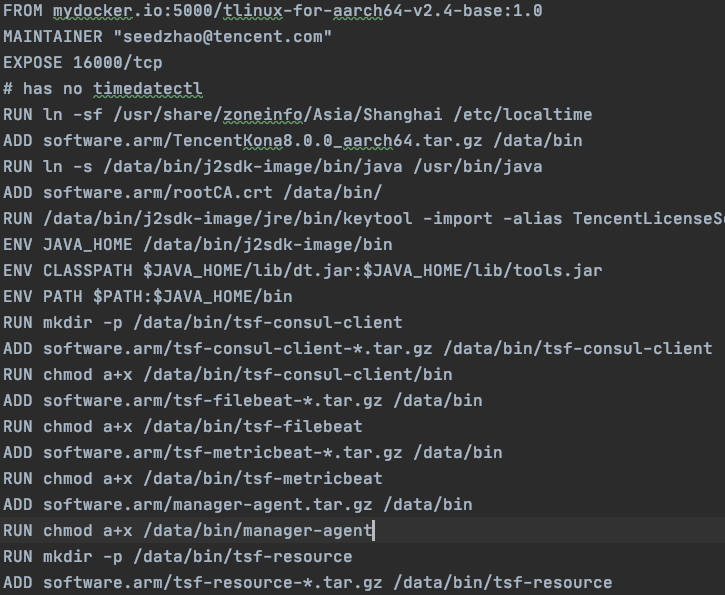 FROM mydocker.io:5000/tlinux-for-aarch64-v2.4-base:1.0
MAINTAINER "seedzhao@tencent.com"
EXPOSE 16000/tcp
# has no timedatectl
RUN ln -sf /usr/share/zoneinfo/Asia/Shanghai /etc/localtime
ADD software.arm/TencentKona8.0.0_aarch64.tar.gz /data/bin
RUN ln -s /data/bin/j2sdk-image/bin/java /usr/bin/java
ADD software.arm/rootCA.crt /data/bin/
RUN /data/bin/j2sdk-image/jre/bin/keytool -import -alias TencentLicenseSe
ENV JAVA_HOME /data/bin/j2sdk-image/bin
ENV CLASSPATH $JAVA_HOME/lib/dt.jar:$JAVA_HOME/lib/tools.jar
ENV PATH $PATH:$JAVA_HOME/bin
RUN mkdir -p /data/bin/tsf-consul-client
ADD software.arm/tsf-consul-client-*.tar.gz /data/bin/tsf-consul-client
RUN chmod a+x /data/bin/tsf-consul-client/bin
ADD software.arm/tsf-filebeat-*.tar.gz /data/bin
RUN chmod a+x /data/bin/tsf-filebeat
ADD software.arm/tsf-metricbeat-*.tar.gz /data/bin
RUN chmod a+x /data/bin/tsf-metricbeat
ADD software.arm/manager-agent.tar.gz /data/bin
RUN chmod a+x /data/bin/manager-agent
RUN mkdir -p /data/bin/tsf-resource
ADD software.arm/tsf-resource-*.tar.gz /data/bin/tsf-resource